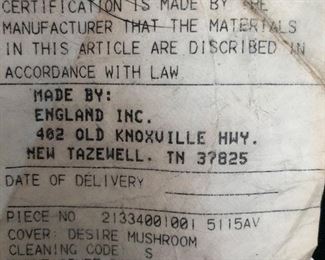 CERTIFICATION IS MADE BY THE
MANUFACTURER THAT THE MATERIALS
IN THIS ARTICLE ARE DISCRIBED IN
ACCORDANCE WITH LAW
MADE BY:
ENGLAND INC.
402 OLD KNOXVILLE HWY.
NEW TAZEWELL, TN 37825
DATE OF DELIVERY
PIECE NO 21334001001 5115AV
COVER: DESIRE MUSHROOM
CLEANING CODE: S